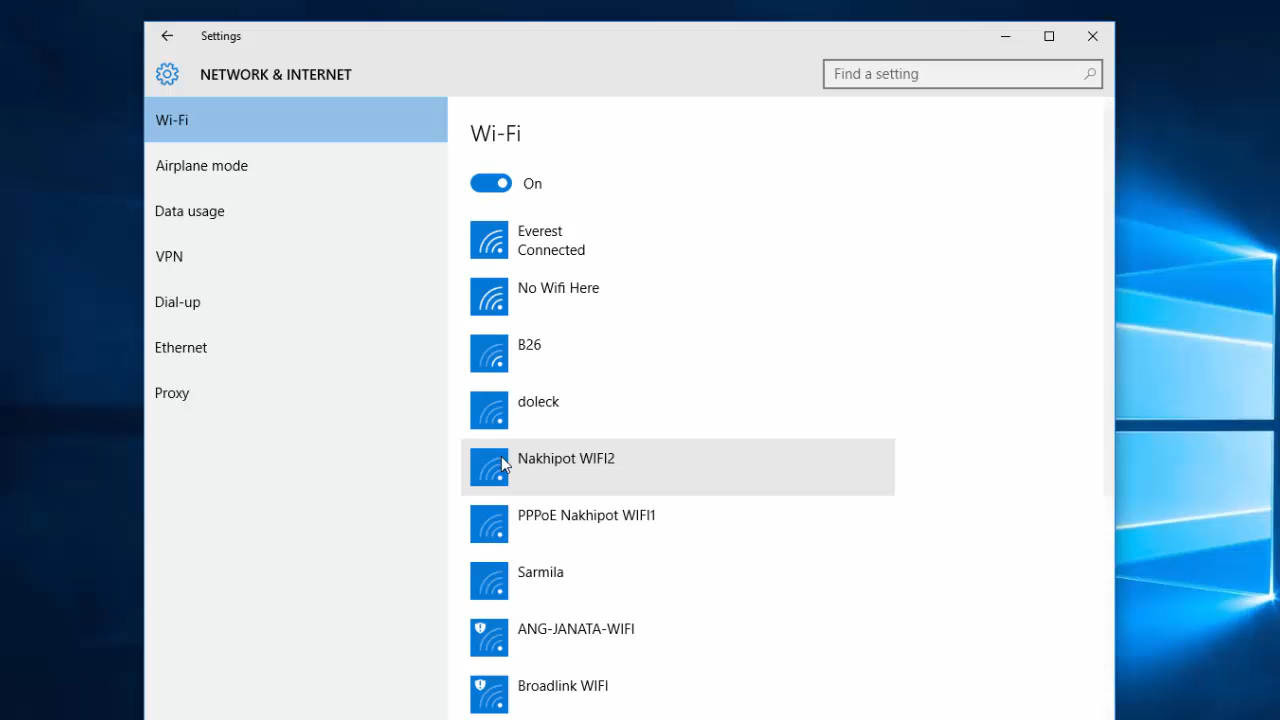 Settings
NETWORK & INTERNET
Find a setting
Wi-Fi
Airplane mode
Data usage
VPN
Dial-up
Ethernet
Proxy
Wi-Fi
On
Everest
Connected
No Wifi Here
B26
doleck
Nakhipot WIFI2
PPPoE Nakhipot WIFI1
Sarmila
ANG-JANATA-WIFI
Broadlink WIFI